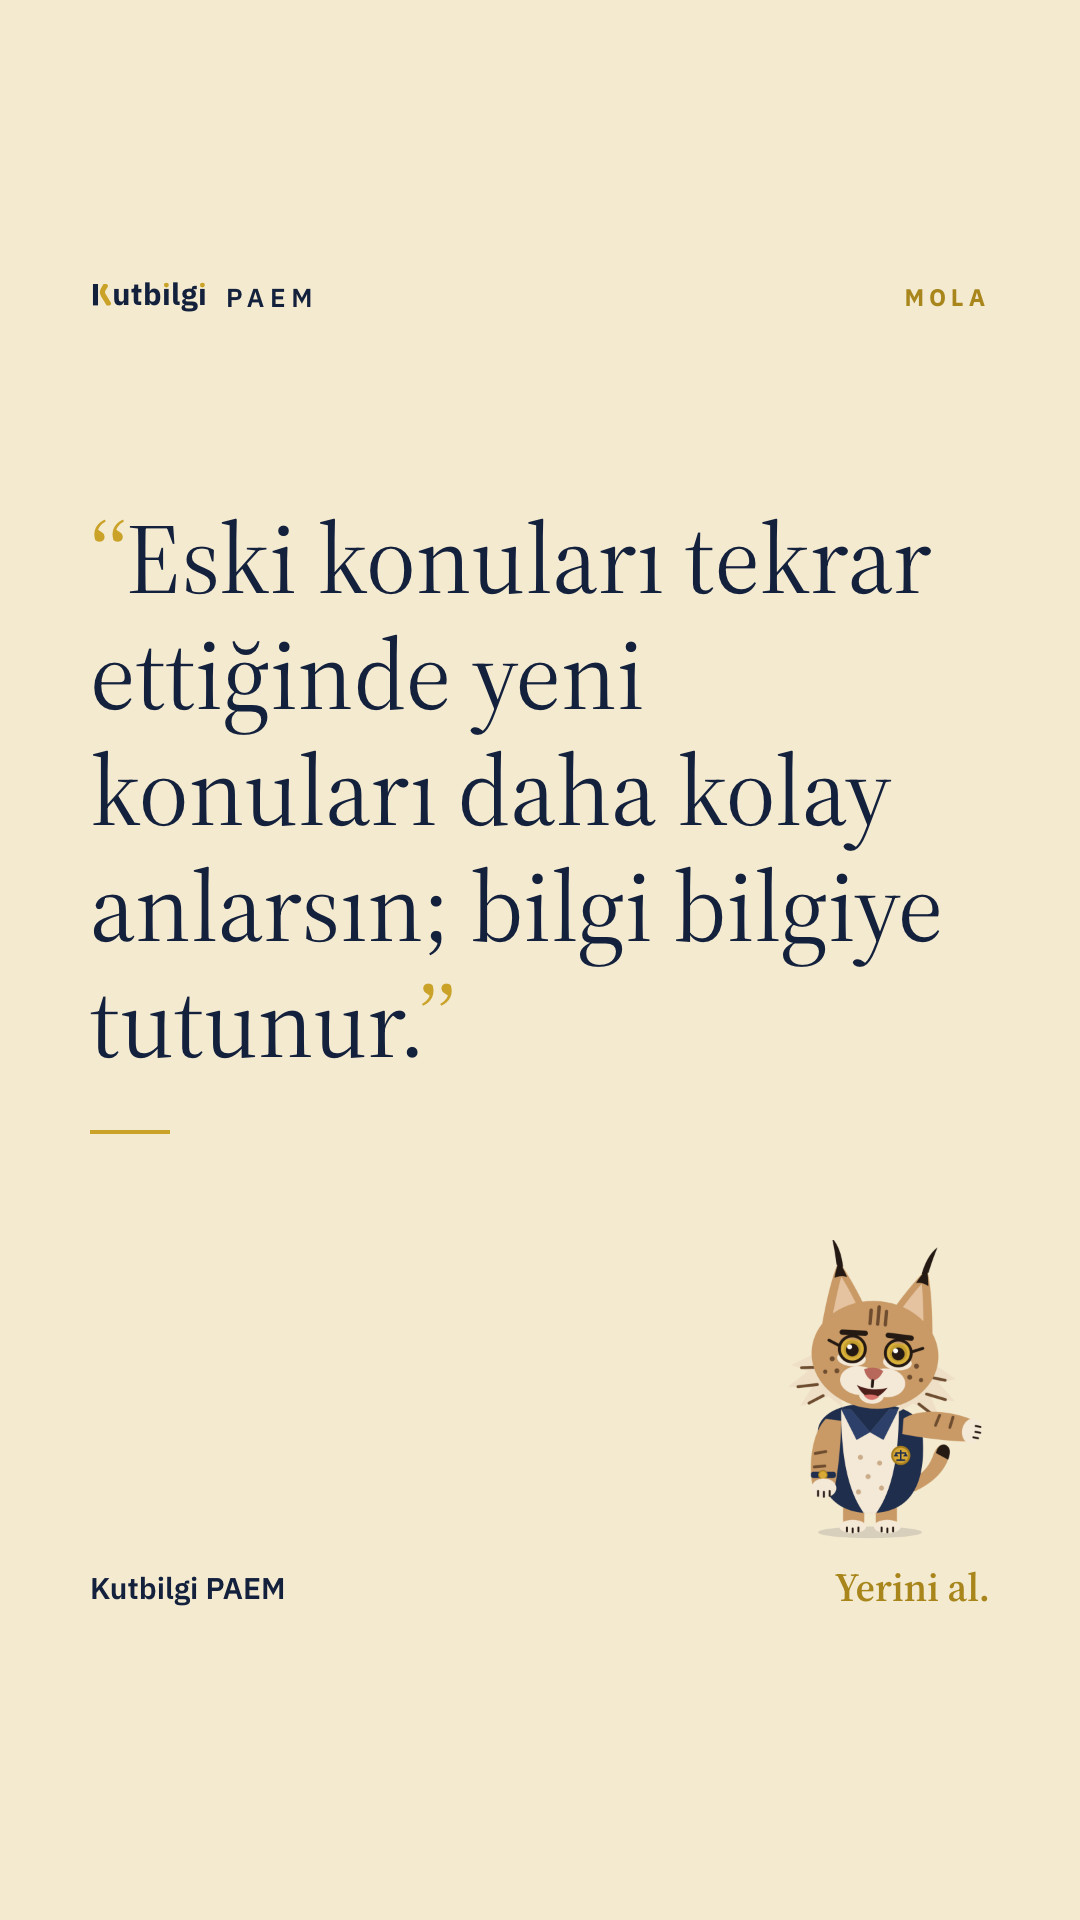 Kutbilgi PAEM
MOLA
“Eski konuları tekrar
ettiğinde yeni
konuları daha kolay
anlarsın; bilgi bilgiye
tutunur.”
Kutbilgi PAEM
Yerini al.